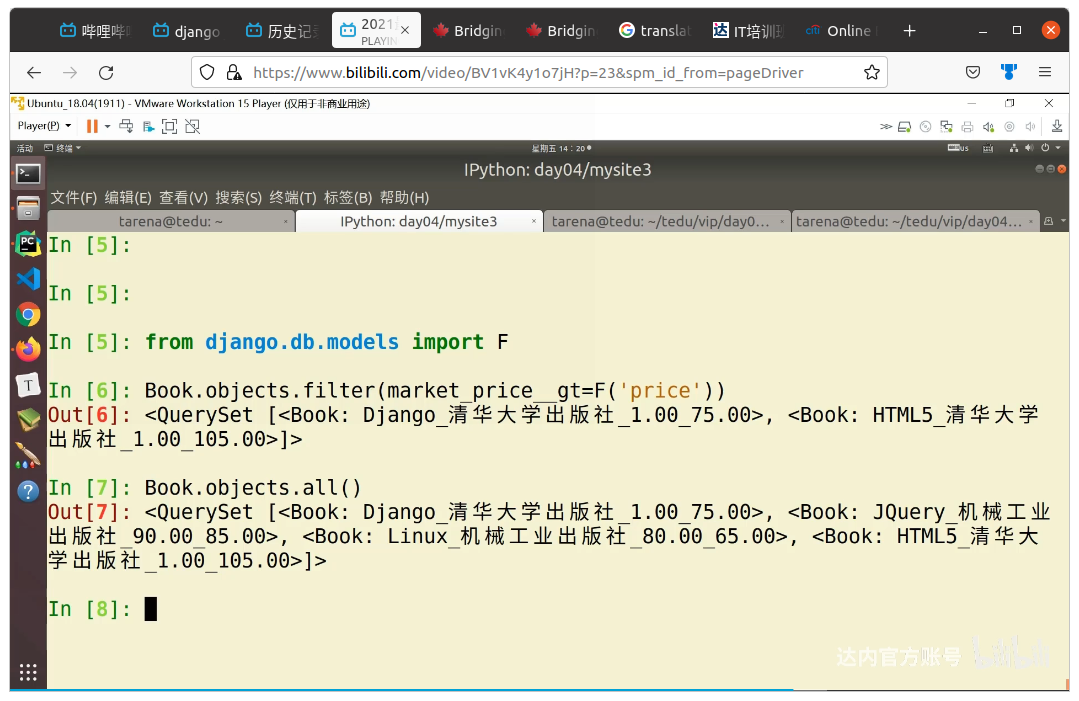 哔哩哔
django
历史记
2021
PLAYIN
Bridgin
Bridgin
translat
IT培训
Online
https://www.bilibili.com/video/BV1vK4y1o7jH?p=23&spm_id_from=pageDriver
Ubuntu_18.04(1911) - VMware Workstation 15 Player (仅用于非商业用途)
Player(P)
活动 终端 星期五 14:20
IPython: day04/mysite3
文件(F) 编辑(E) 查看(V) 搜索(S) 终端(T) 标签(B) 帮助(H)
tarena@tedu: ~
IPython: day04/mysite3
tarena@tedu: ~/tedu/vip/day0...
tarena@tedu: ~/tedu/vip/day04...
In [5]:
In [5]:
In [5]: from django.db.models import F
In [6]: Book.objects.filter(market_price__gt=F('price'))
Out[6]: <QuerySet [<Book: Django_清华大学出版社_1.00_75.00>, <Book: HTML5_清华大学
出版社_1.00_105.00>]>
In [7]: Book.objects.all()
Out[7]: <QuerySet [<Book: Django_清华大学出版社_1.00_75.00>, <Book: JQuery_机械工业
出版社_90.00_85.00>, <Book: Linux_机械工业出版社_80.00_65.00>, <Book: HTML5_清华大
学出版社_1.00_105.00>]>
In [8]:
达内官方账号